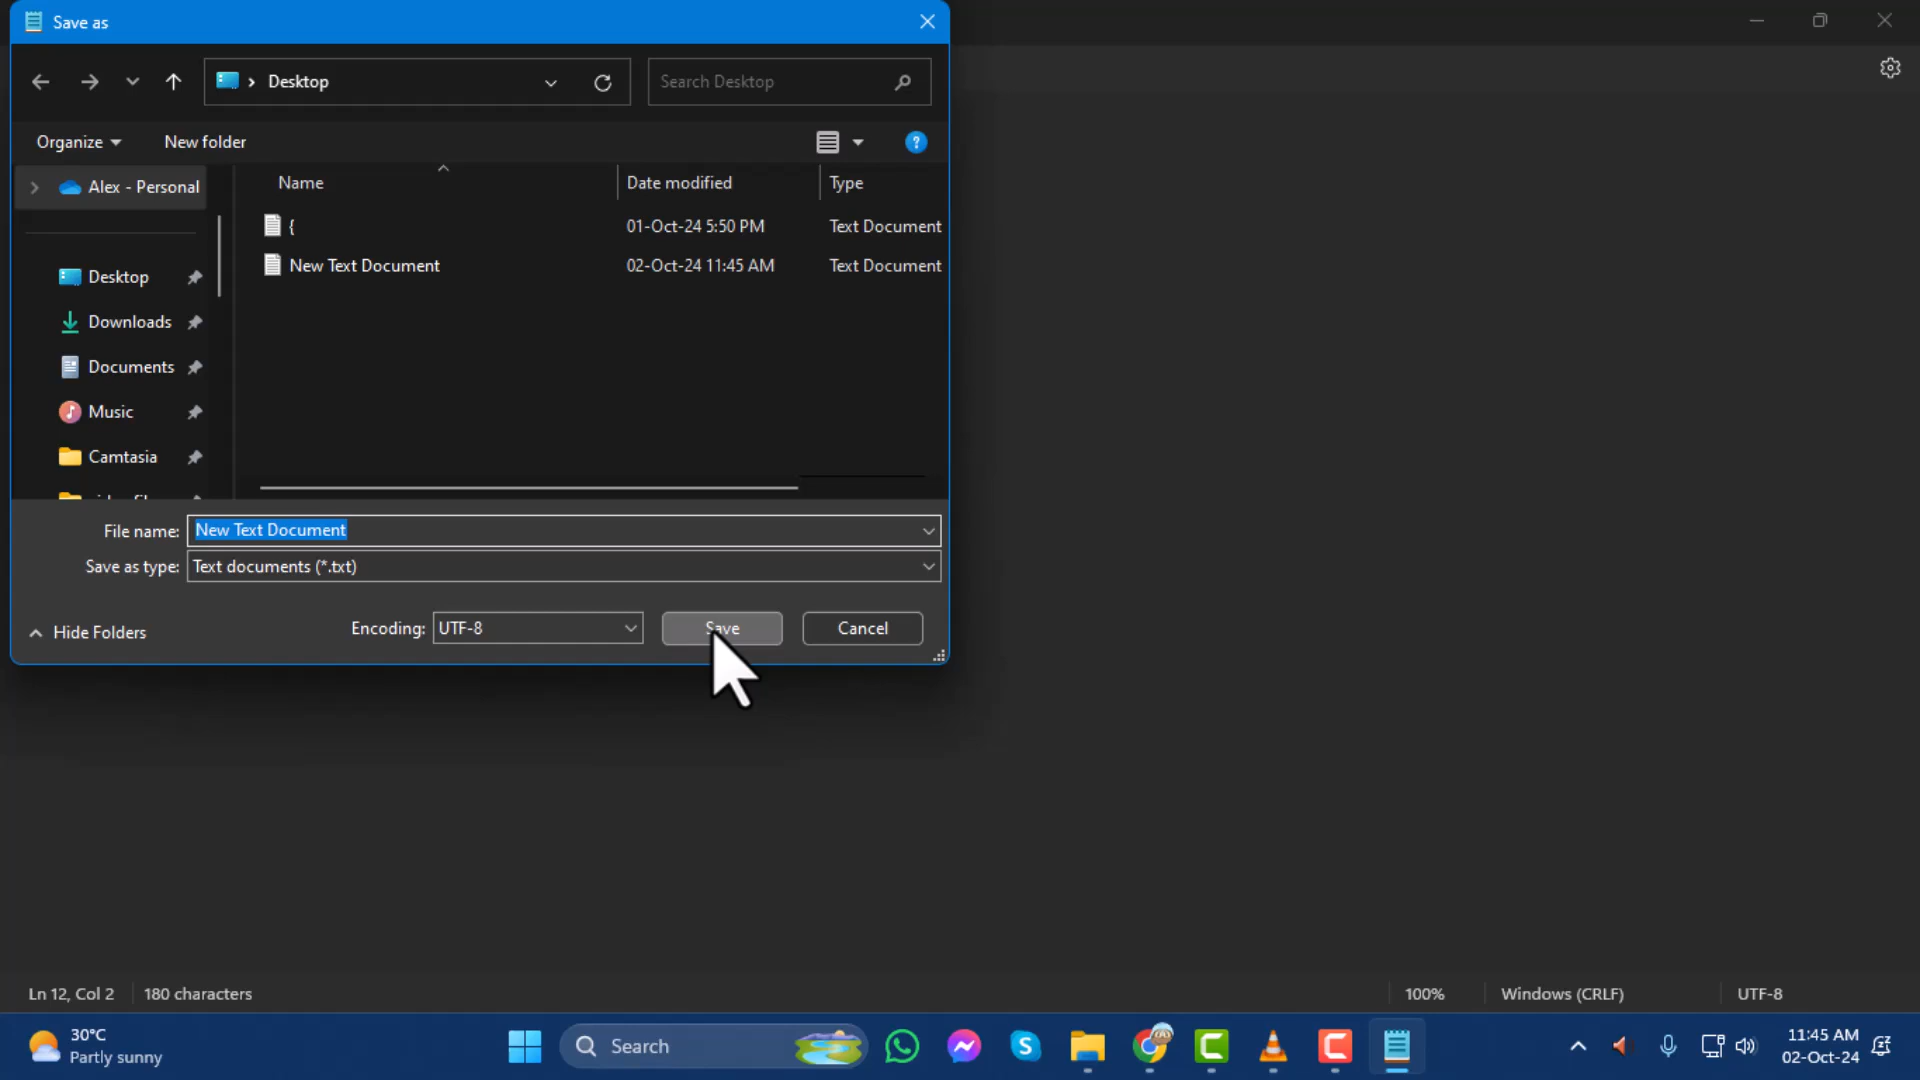 Save as
Desktop
Search Desktop
Organize
New folder
?
Alex - Personal
Name
Date modified
Type
{
01-Oct-24 5:50 PM
Text Document
New Text Document
02-Oct-24 11:45 AM
Text Document
Desktop
Downloads
Documents
Music
Camtasia
File name:
New Text Document
Save as type:
Text documents (*.txt)
Hide Folders
Encoding:
UTF-8
Save
Cancel
Ln 12, Col 2
180 characters
100%
Windows (CRLF)
UTF-8
30°C
Partly sunny
Search
11:45 AM
02-Oct-24